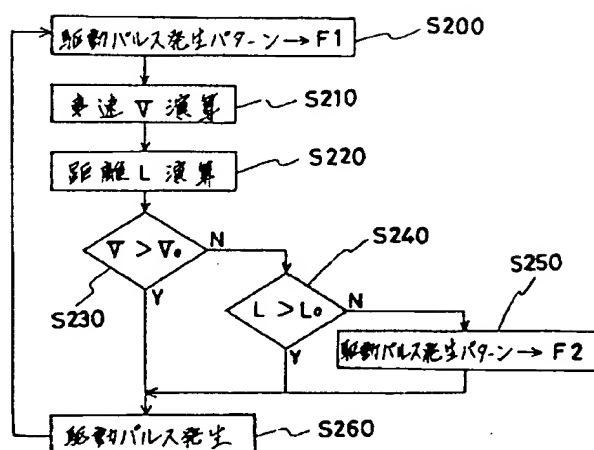 駆動パルス発生パターン→F1
S200
車速V演算
S210
距離L演算
S220
V>V₀
N
Y
S230
S240
L>L₀
N
Y
S250
駆動パルス発生パターン→F2
駆動パルス発生
S260